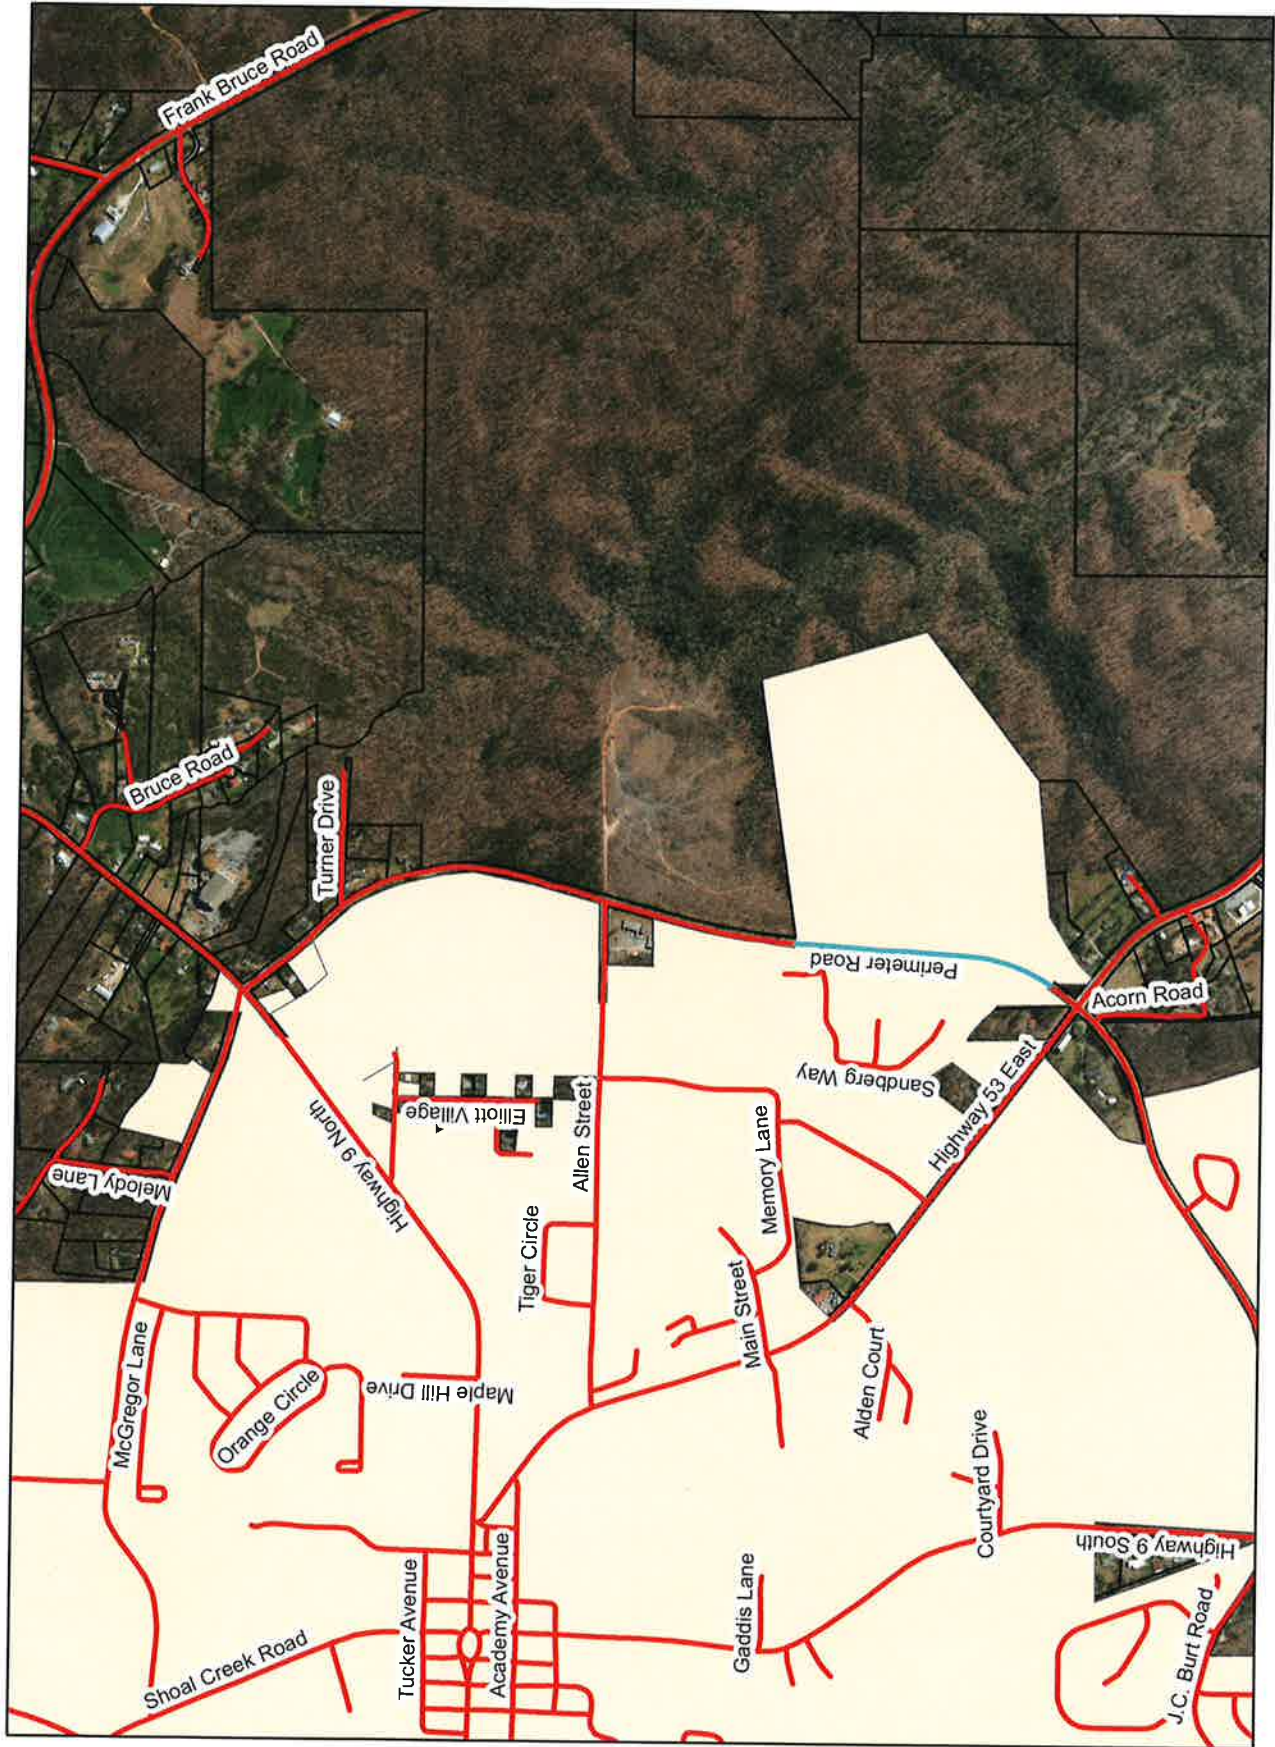 Frank Bruce Road
Bruce Road
Turner Drive
Perimeter Road
Acorn Road
Sandberg Way
Highway 53 East
Elliott Village
Allen Street
Highway 9 North
Melody Lane
Memory Lane
Tiger Circle
Main Street
McGregor Lane
Orange Circle
Maple Hill Drive
Alden Court
Courtyard Drive
Highway 9 South
Gaddis Lane
Tucker Avenue
Academy Avenue
Shoal Creek Road
J.C. Burt Road